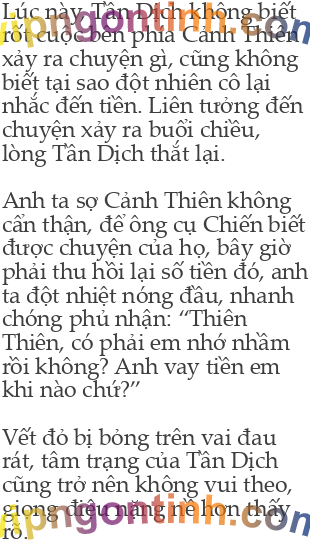 Lúc này, Tần Dịch không biết
rốt cuộc bên phía Cảnh Thiên
xảy ra chuyện gì, cũng không
biết tại sao đột nhiên cô lại
nhắc đến tiền. Liên tưởng đến
chuyện xảy ra buổi chiều,
lòng Tần Dịch thắt lại.
Anh ta sợ Cảnh Thiên không
cẩn thận, để ông cụ Chiến biết
được chuyện của họ, bây giờ
phải thu hồi lại số tiền đó, anh
ta đột nhiệt nóng đầu, nhanh
chóng phủ nhận: “Thiên
Thiên, có phải em nhớ nhầm
rồi không? Anh vay tiền em
khi nào chứ?”
Vết đỏ bị bỏng trên vai đau
rát, tâm trạng của Tần Dịch
cũng trở nên không vui theo,
giọng điệu nặng nề hơn thấy
rõ.